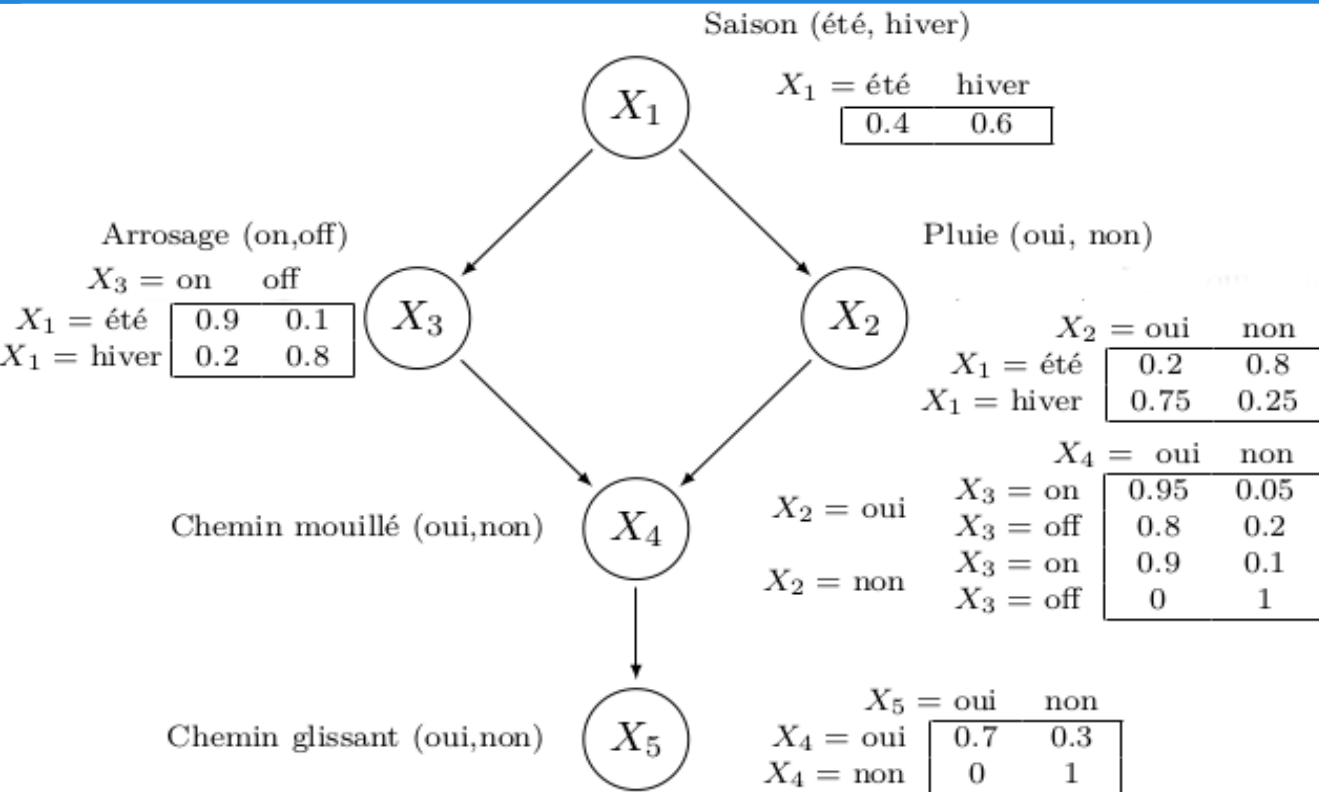 Saison (été, hiver)
X1 = été hiver
0.4 0.6
X1
Arrosage (on,off)
X3 = on off
X1 = été 0.9 0.1
X1 = hiver 0.2 0.8
X3
Pluie (oui, non)
X2
X2 = oui non
X1 = été 0.2 0.8
X1 = hiver 0.75 0.25
Chemin mouillé (oui,non)
X4
X4 = oui non
X2 = oui X3 = on 0.95 0.05
X3 = off 0.8 0.2
X2 = non X3 = on 0.9 0.1
X3 = off 0 1
Chemin glissant (oui,non)
X5
X5 = oui non
X4 = oui 0.7 0.3
X4 = non 0 1